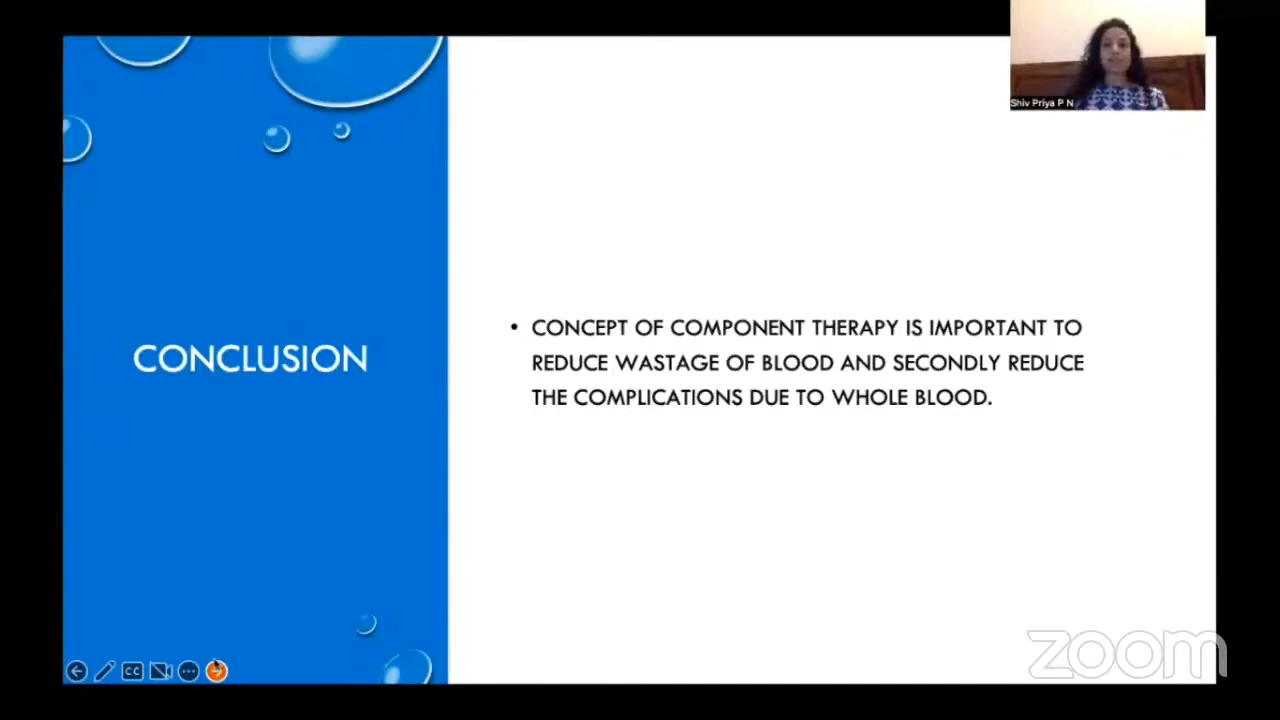 Shiv Priya P N
CONCLUSION
• CONCEPT OF COMPONENT THERAPY IS IMPORTANT TO
REDUCE WASTAGE OF BLOOD AND SECONDLY REDUCE
THE COMPLICATIONS DUE TO WHOLE BLOOD.
CC
zoom